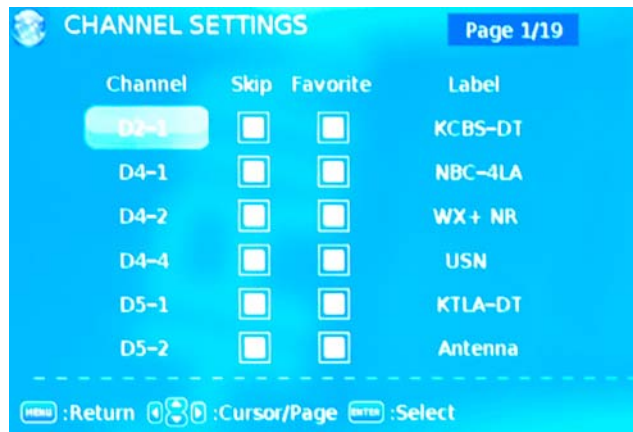 CHANNEL SETTINGS Page 1/19
Channel Skip Favorite Label
D2-1 KCBS-DT
D4-1 NBC-4LA
D4-2 WX+ NR
D4-4 USN
D5-1 KTLA-DT
D5-2 Antenna
MENU :Return :Cursor/Page ENTER :Select